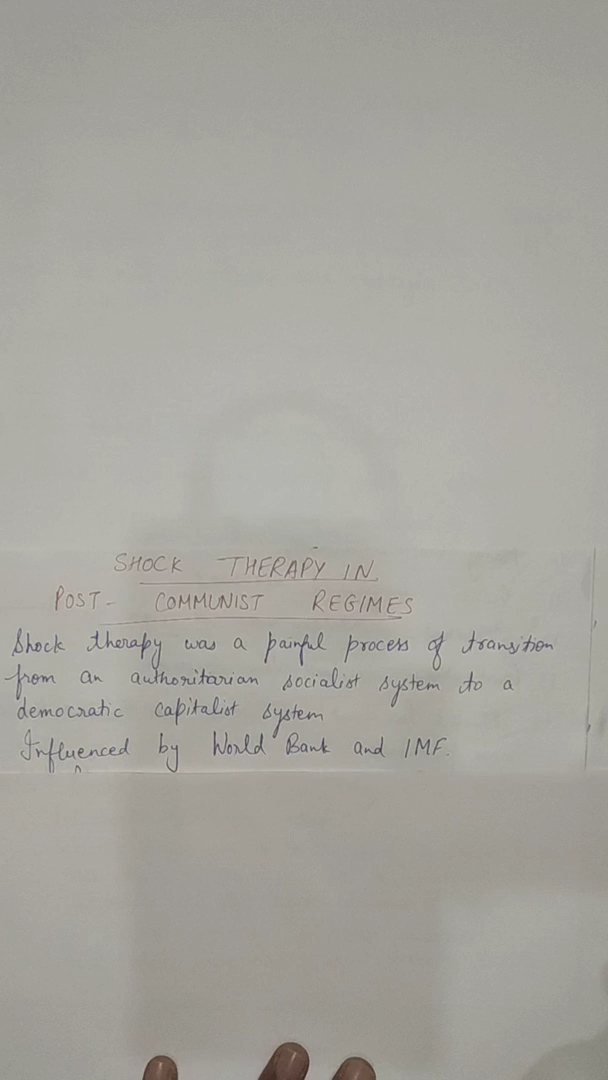 SHOCK THERAPY IN
POST- COMMUNIST REGIMES
Shock therapy was a painful process of transition
from an authoritarian socialist system to a
democratic capitalist system
Influenced by World Bank and IMF.